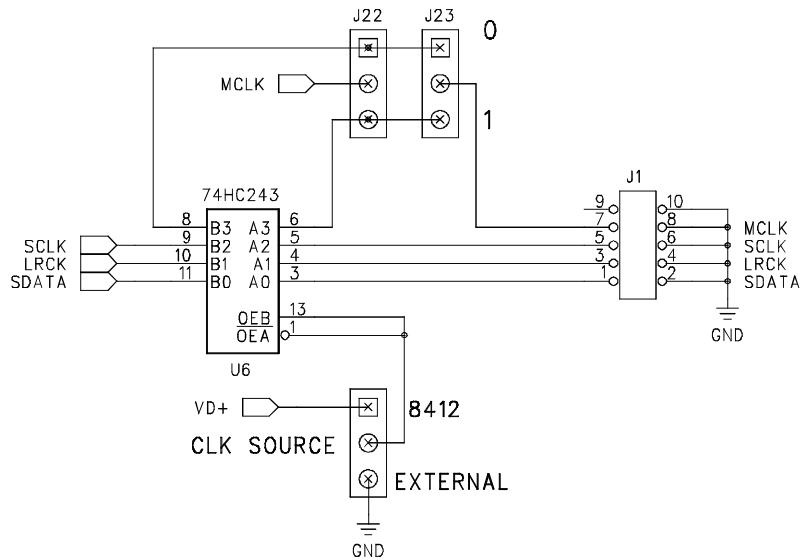 J22 J23
0
MCLK
1
74HC243
J1
8 B3 A3 6
9 10
SCLK 9 B2 A2 5
7 8 MCLK
LRCK 10 B1 A1 4
5 6 SCLK
SDATA 11 B0 A0 3
3 4 LRCK
1 2 SDATA
OEB 13
OEA 1
GND
U6
VD+
8412
CLK SOURCE
EXTERNAL
GND